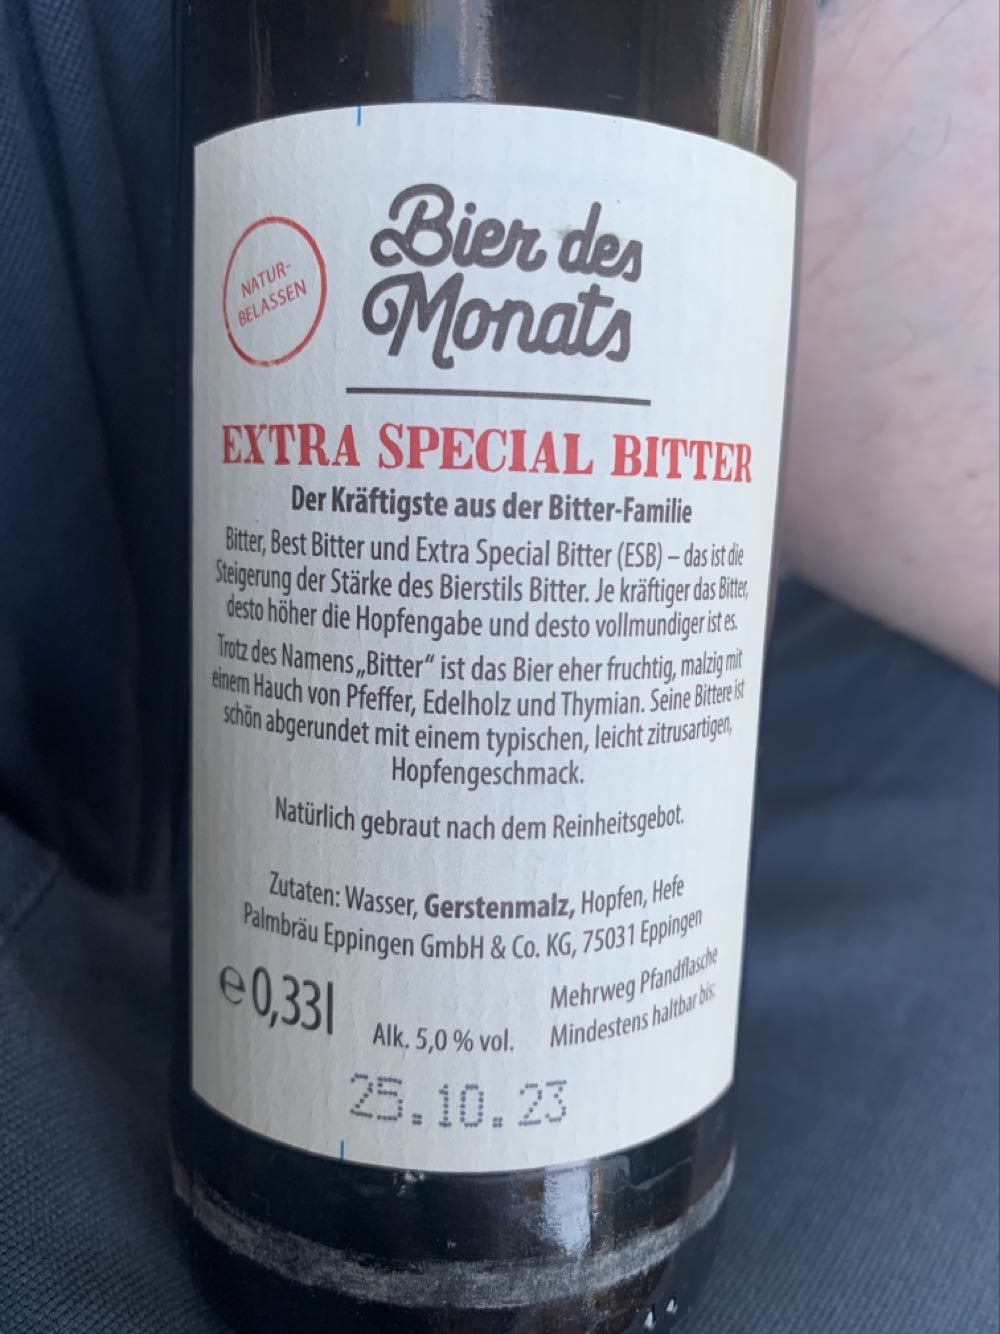 NATUR-
BELASSEN
Bier des
Monats
EXTRA SPECIAL BITTER
Der Kräftigste aus der Bitter-Familie
Bitter, Best Bitter und Extra Special Bitter (ESB) – das ist die
Steigerung der Stärke des Bierstils Bitter. Je kräftiger das Bitter,
desto höher die Hopfengabe und desto vollmundiger ist es.
Trotz des Namens „Bitter“ ist das Bier eher fruchtig, malzig mit
einem Hauch von Pfeffer, Edelholz und Thymian. Seine Bittere ist
schön abgerundet mit einem typischen, leicht zitrusartigen,
Hopfengeschmack.
Natürlich gebraut nach dem Reinheitsgebot.
Zutaten: Wasser, Gerstenmalz, Hopfen, Hefe
Palmbräu Eppingen GmbH & Co. KG, 75031 Eppingen
℮0,33l
Alk. 5,0 % vol.
Mehrweg Pfandflasche
Mindestens haltbar bis:
25.10.23